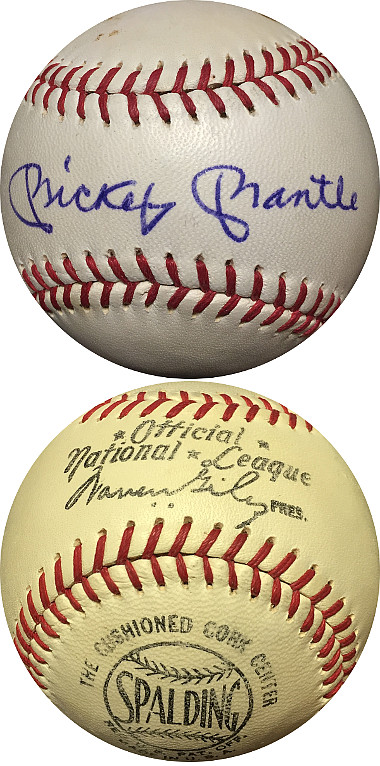 Mickey Mantle
* Official *
National * League
Warren Giles
PRES.
THE CUSHIONED CORK CENTER
SPALDING